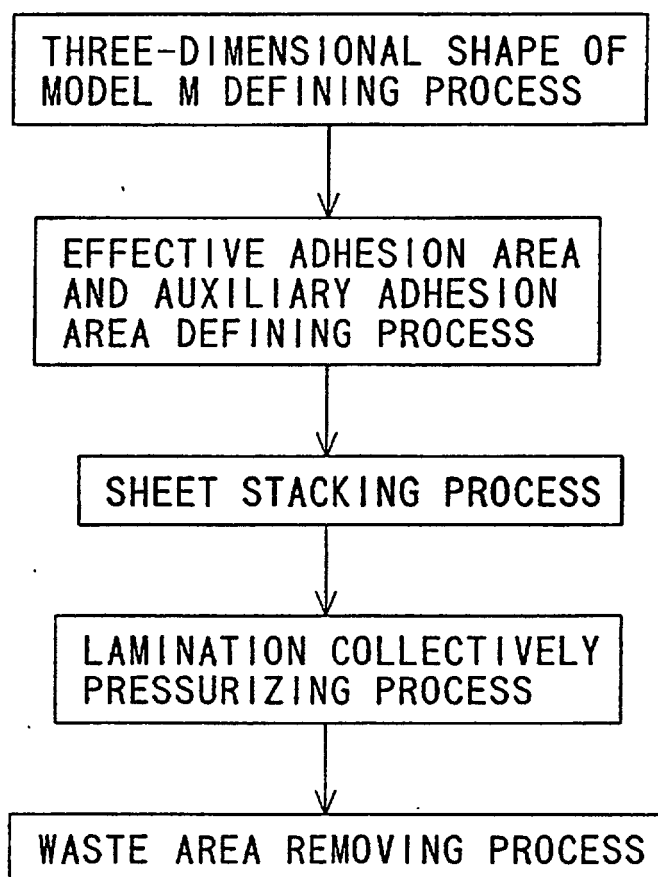 THREE-DIMENSIONAL SHAPE OF
MODEL M DEFINING PROCESS
EFFECTIVE ADHESION AREA
AND AUXILIARY ADHESION
AREA DEFINING PROCESS
SHEET STACKING PROCESS
LAMINATION COLLECTIVELY
PRESSURIZING PROCESS
WASTE AREA REMOVING PROCESS